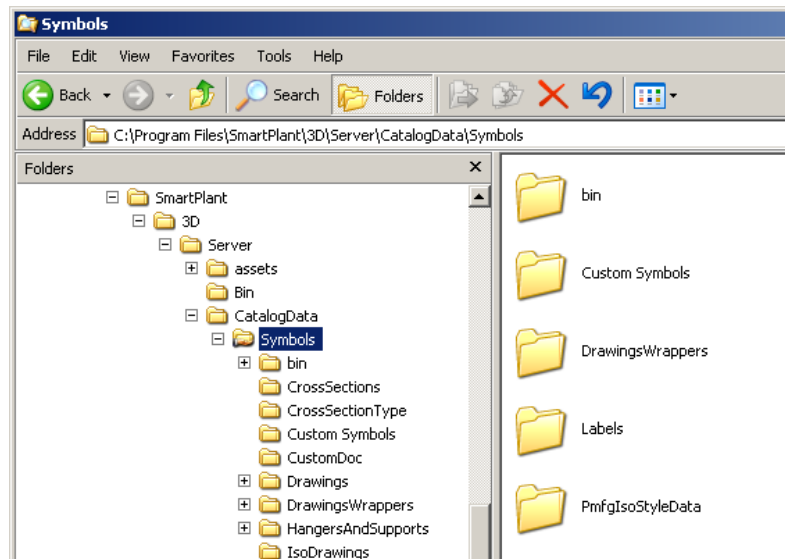 Symbols
File Edit View Favorites Tools Help
Back Search Folders
Address C:\Program Files\SmartPlant\3D\Server\CatalogData\Symbols
Folders
SmartPlant
3D
Server
assets
Bin
CatalogData
Symbols
bin
CrossSections
CrossSectionType
Custom Symbols
CustomDoc
Drawings
DrawingsWrappers
HangersAndSupports
IsoDrawings
bin
Custom Symbols
DrawingsWrappers
Labels
PmfgIsoStyleData